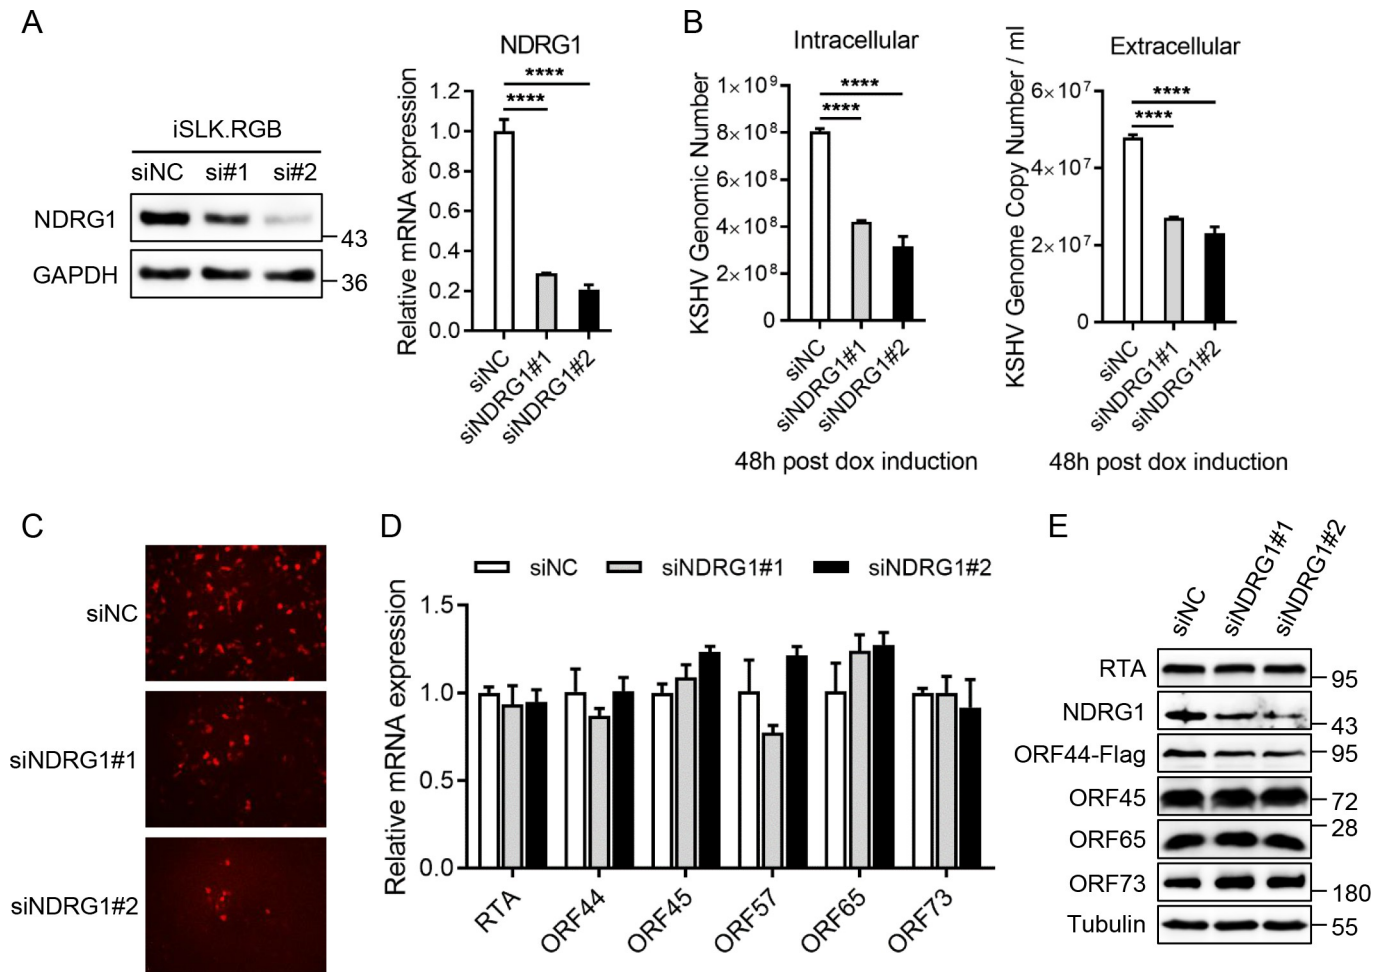 A
iSLK.RGB
siNC si#1 si#2
NDRG1
43
GAPDH
36
NDRG1
Relative mRNA expression
1.2
1.0
0.8
0.6
0.4
0.2
0.0
****
****
siNC
siNDRG1#1
siNDRG1#2
B
Intracellular
KSHV Genomic Number
1×10⁹
8×10⁸
6×10⁸
4×10⁸
2×10⁸
0
****
****
siNC
siNDRG1#1
siNDRG1#2
48h post dox induction
Extracellular
KSHV Genome Copy Number / ml
6×10⁷
4×10⁷
2×10⁷
0
****
****
siNC
siNDRG1#1
siNDRG1#2
48h post dox induction
C
siNC
siNDRG1#1
siNDRG1#2
D
siNC siNDRG1#1 siNDRG1#2
Relative mRNA expression
1.5
1.0
0.5
0.0
RTA
ORF44
ORF45
ORF57
ORF65
ORF73
E
siNC
siNDRG1#1
siNDRG1#2
RTA
95
NDRG1
43
ORF44-Flag
95
ORF45
72
28
ORF65
ORF73
180
Tubulin
55